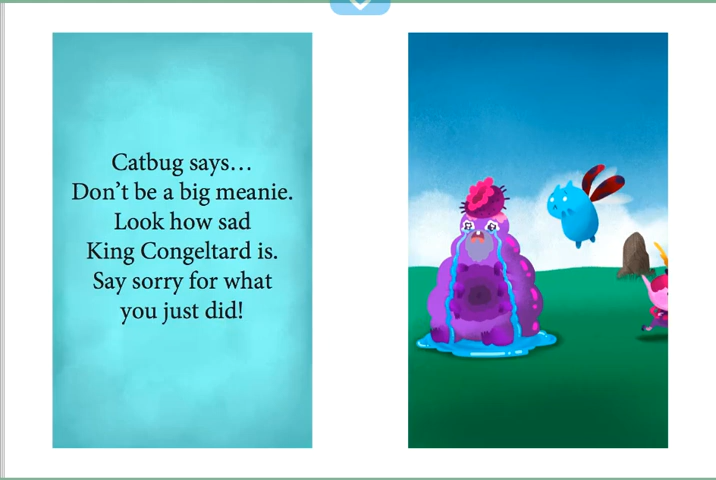 Catbug says…
Don’t be a big meanie.
Look how sad
King Congeltard is.
Say sorry for what
you just did!